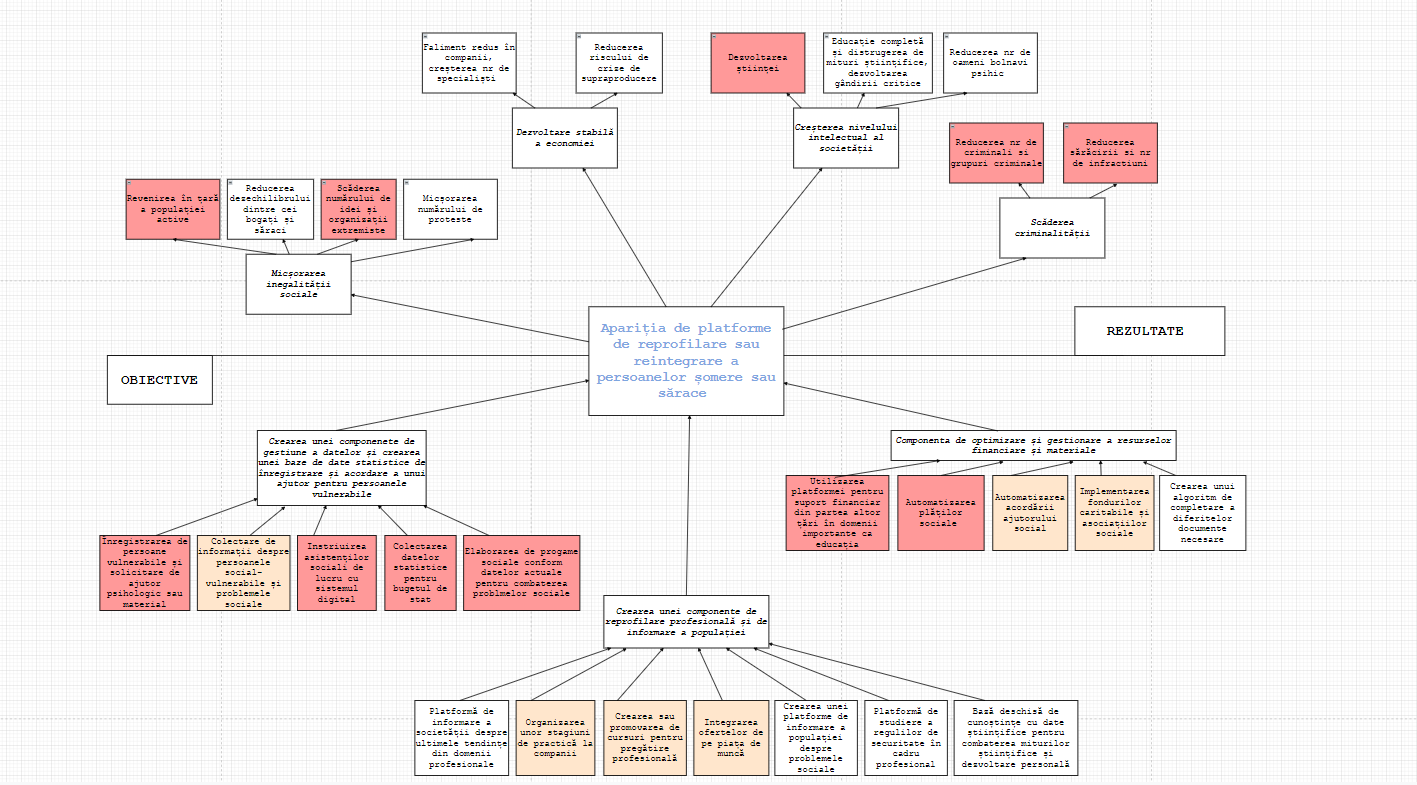 Faliment redus în
companii,
creșterea nr de
specialiști
Reducerea
riscului de
crize de
supraproducere
Dezvoltarea
științei
Educație completă
și distrugerea de
mituri științifice,
dezvoltarea
gândirii critice
Reducerea nr de
oameni bolnavi
psihic
Dezvoltare stabilă
a economiei
Creșterea nivelului
intelectual al
societății
Reducerea nr de
criminali si
grupuri criminale
Reducerea
sărăcirii si nr
de infractiuni
Revenirea în țară
a populației
active
Reducerea
dezechilibrului
dintre cei
bogați și
săraci
Scăderea
numărului de
idei și
organizații
extremiste
Micșorarea
numărului de
proteste
Scăderea
criminalității
Micșorarea
inegalității
sociale
Apariția de platforme
de reprofilare sau
reintegrare a
persoanelor șomere sau
sărace
REZULTATE
OBIECTIVE
Crearea unei componenete de
gestiune a datelor și crearea
unei baze de date statistice de
înregistrare și acordare a unui
ajutor pentru persoanele
vulnerabile
Componenta de optimizare și gestionare a resurselor
financiare și materiale
Înregistrarea de
persoane
vulnerabile și
solicitare de
ajutor
psihologic sau
material
Colectare de
informații despre
persoanele
social-
vulnerabile și
problemele
sociale
Instriuirea
asistenților
sociali de
lucru cu
sistemul
digital
Colectarea
datelor
statistice
pentru
bugetul de
stat
Elaborarea de progame
sociale conform
datelor actuale
pentru combaterea
problmelor sociale
Utilizarea
platformei pentru
suport financiar
din partea altor
țări în domenii
importante ca
educația
Automatizarea
plăților
sociale
Automatizarea
acordării
ajutorului
social
Implementarea
fondurilor
caritabile și
asociațiilor
sociale
Crearea unui
algoritm de
completare a
diferitelor
documente
necesare
Crearea unei componente de
reprofilare profesională și de
informare a populației
Platformă de
informare a
societății despre
ultimele tendințe
din domenii
profesionale
Organizarea
unor stagiuni
de practică la
companii
Crearea sau
promovarea de
cursuri pentru
pregătire
profesională
Integrarea
ofertelor de
pe piața de
muncă
Crearea unei
platforme de
informare a
populației
despre
problemele
sociale
Platformă de
studiere a
regulilor de
securitate în
cadru
profesional
Bază deschisă de
cunoștințe cu date
științifice pentru
combaterea miturilor
științifice și
dezvoltare personală